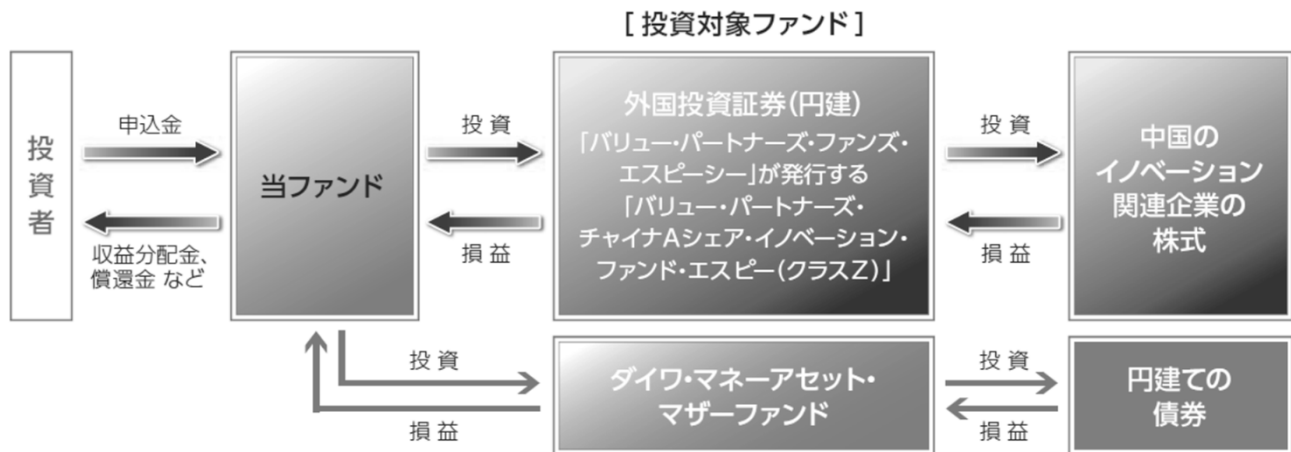 [ 投資対象ファンド ]
投資者
申込金
収益分配金、
償還金 など
当ファンド
投 資
損 益
外国投資証券(円建)
「バリュー・パートナーズ・ファンズ・
エスピーシー」が発行する
「バリュー・パートナーズ・
チャイナAシェア・イノベーション・
ファンド・エスピー(クラスZ)」
投 資
損 益
中国の
イノベーション
関連企業の
株式
投 資
損 益
ダイワ・マネーアセット・
マザーファンド
投 資
損 益
円建ての
債券